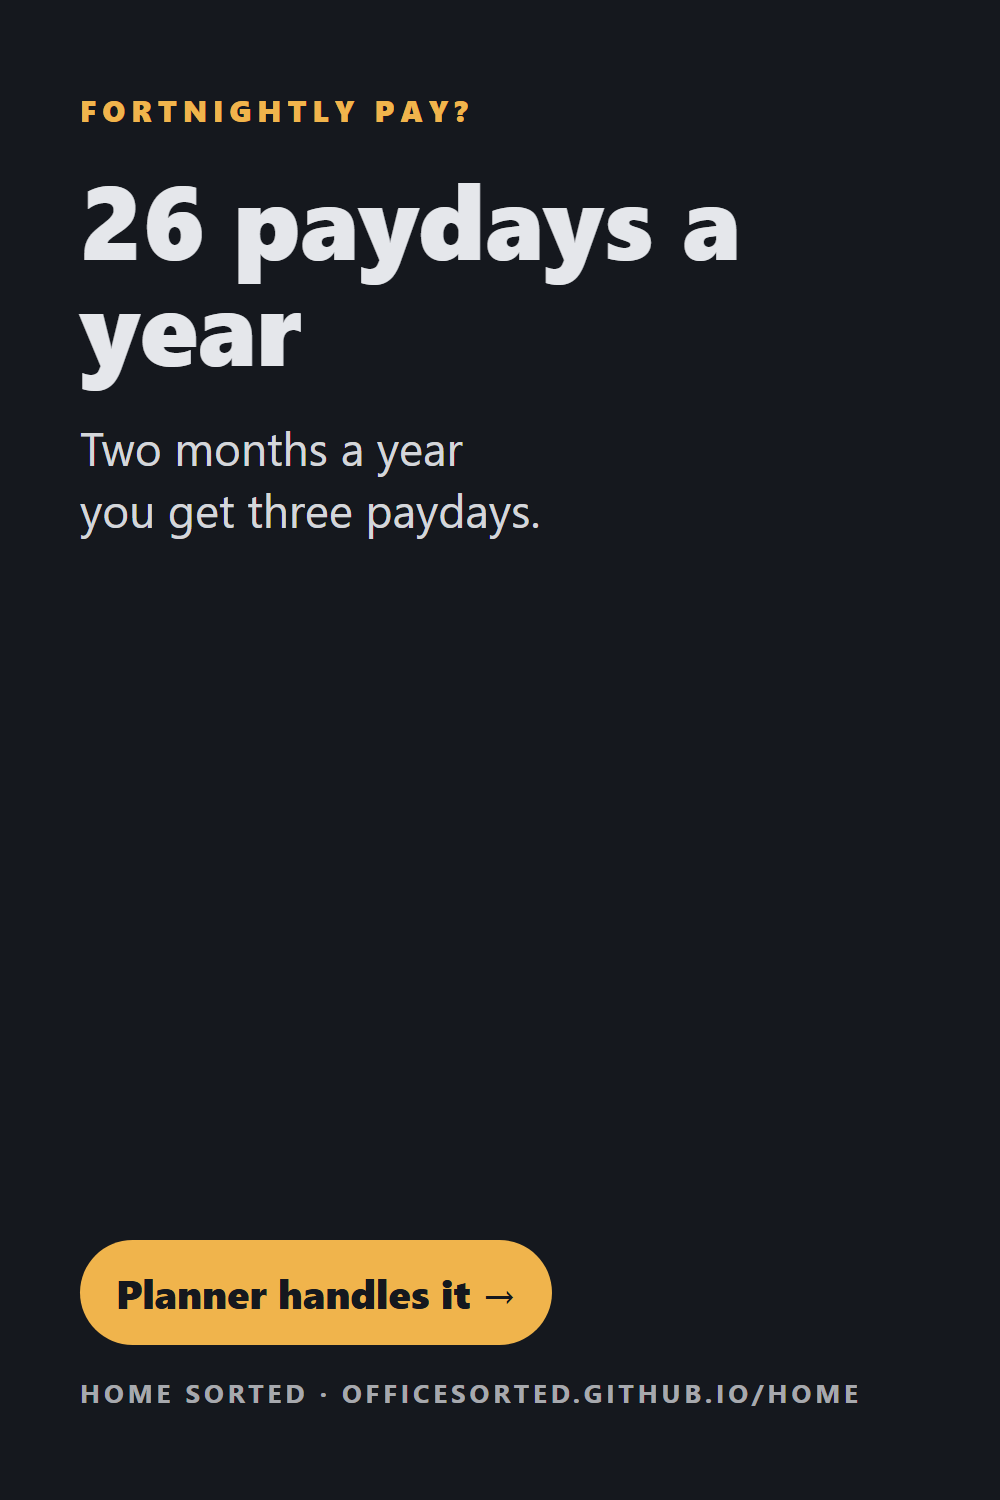 FORTNIGHTLY PAY?
26 paydays a
year
Two months a year
you get three paydays.
Planner handles it →
HOME SORTED · OFFICESORTED.GITHUB.IO/HOME